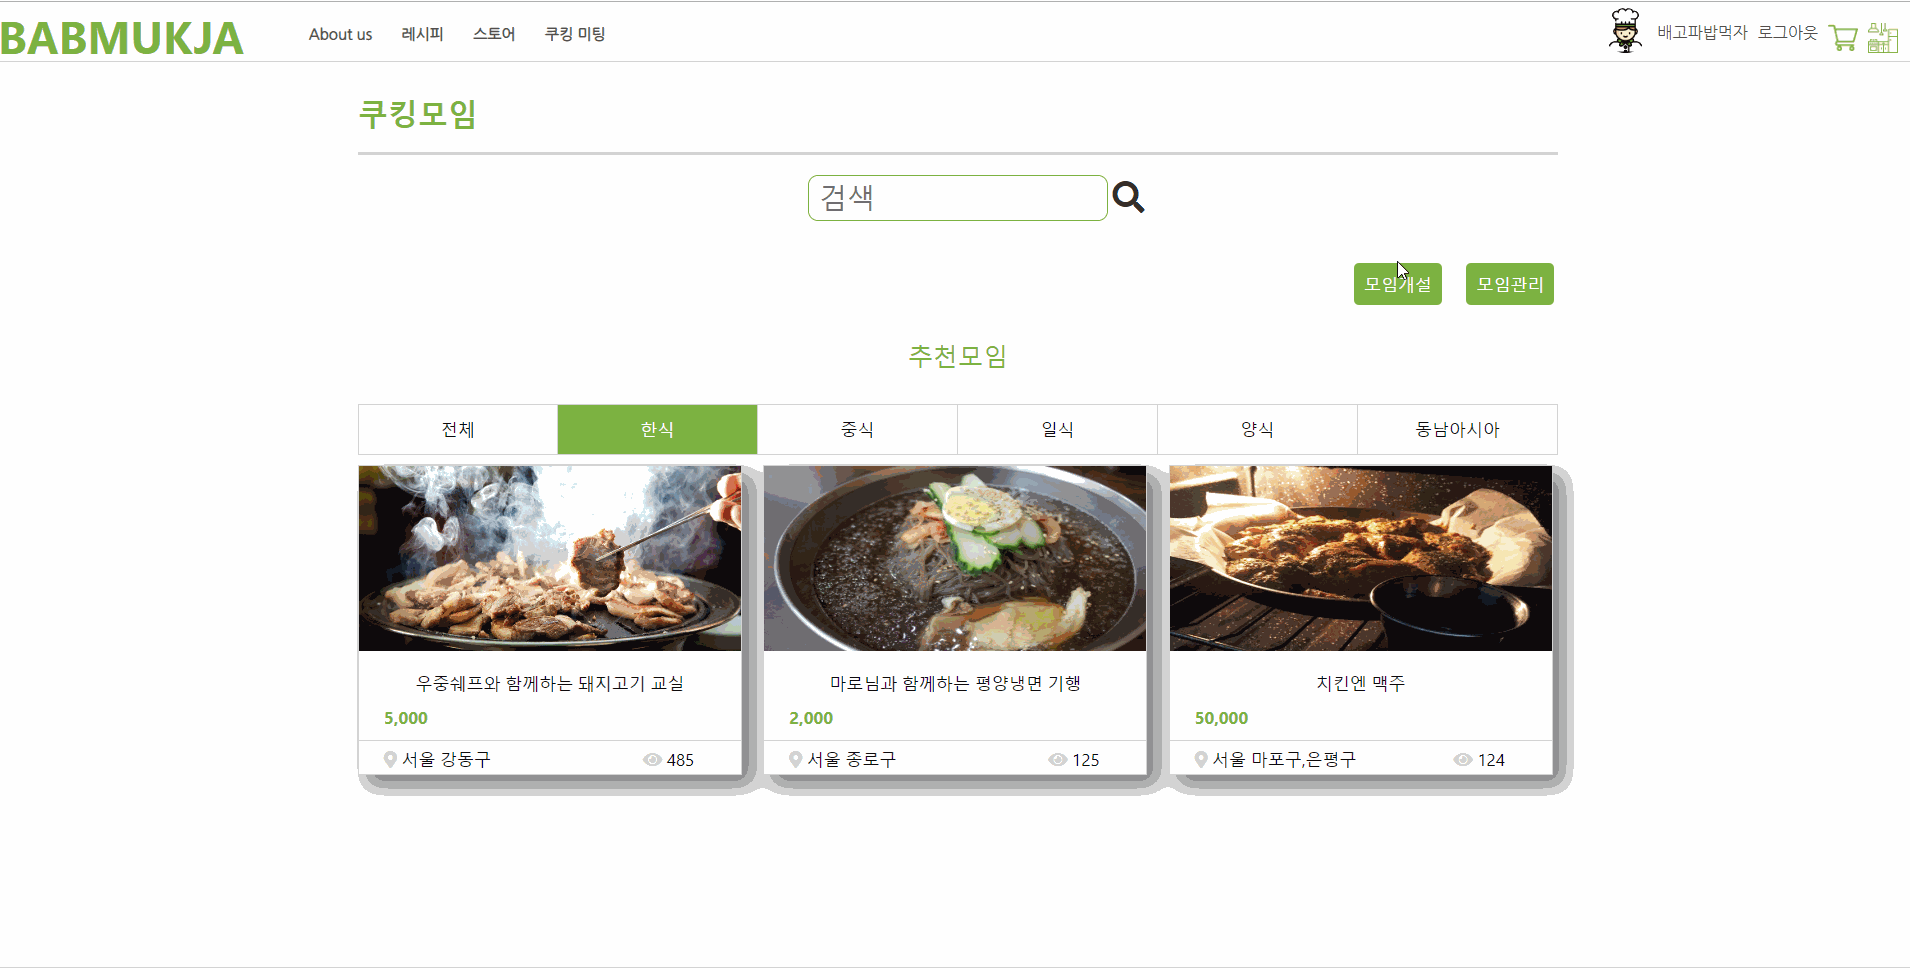 BABMUKJA About us 레시피 스토어 쿠킹 미팅 배고파밥먹자 로그아웃
쿠킹모임
검색
모임개설 모임관리
추천모임
전체 한식 중식 일식 양식 동남아시아
우중쉐프와 함께하는 돼지고기 교실
5,000
서울 강동구 485
마로님과 함께하는 평양냉면 기행
2,000
서울 종로구 125
치킨엔 맥주
50,000
서울 마포구,은평구 124